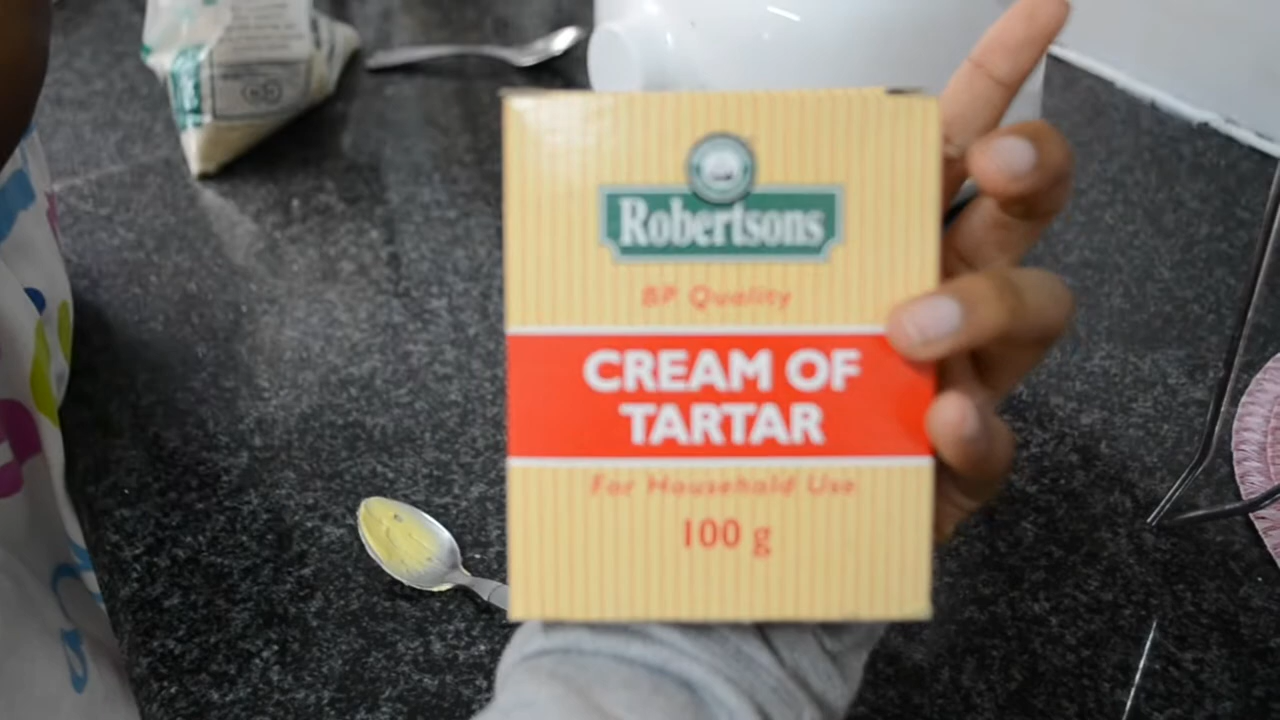 Robertsons
BP Quality
CREAM OF
TARTAR
For Household Use
100 g